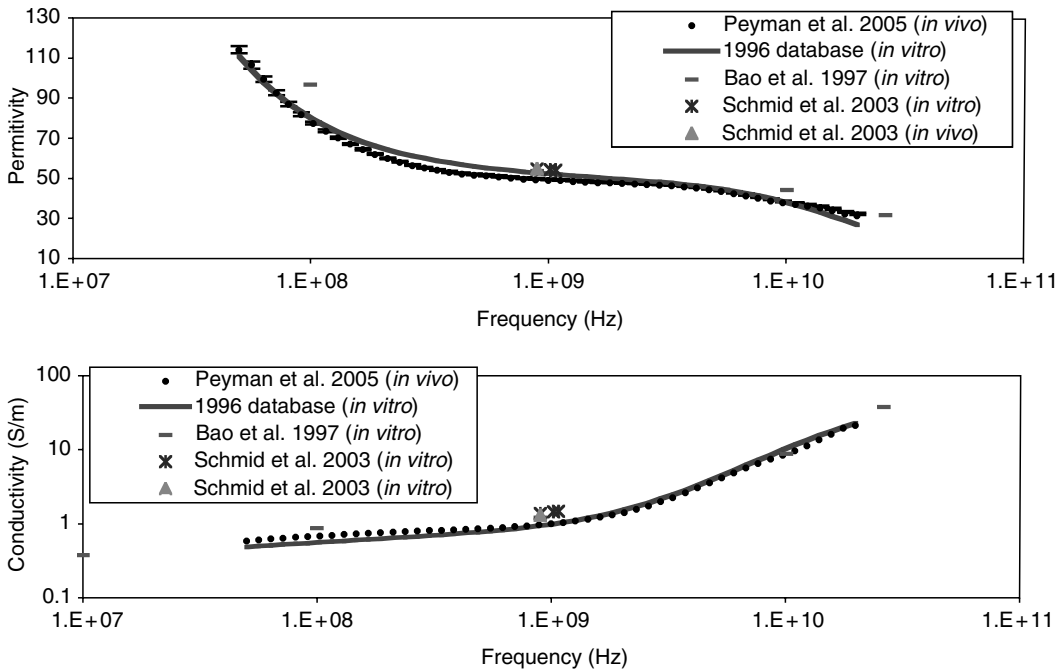 130
110
90
70
50
30
10
Permitivity
Peyman et al. 2005 (in vivo)
1996 database (in vitro)
Bao et al. 1997 (in vitro)
Schmid et al. 2003 (in vitro)
Schmid et al. 2003 (in vivo)
1.E+07 1.E+08 1.E+09 1.E+10 1.E+11
Frequency (Hz)
100
10
1
0.1
Conductivity (S/m)
Peyman et al. 2005 (in vivo)
1996 database (in vitro)
Bao et al. 1997 (in vitro)
Schmid et al. 2003 (in vitro)
Schmid et al. 2003 (in vitro)
1.E+07 1.E+08 1.E+09 1.E+10 1.E+11
Frequency (Hz)